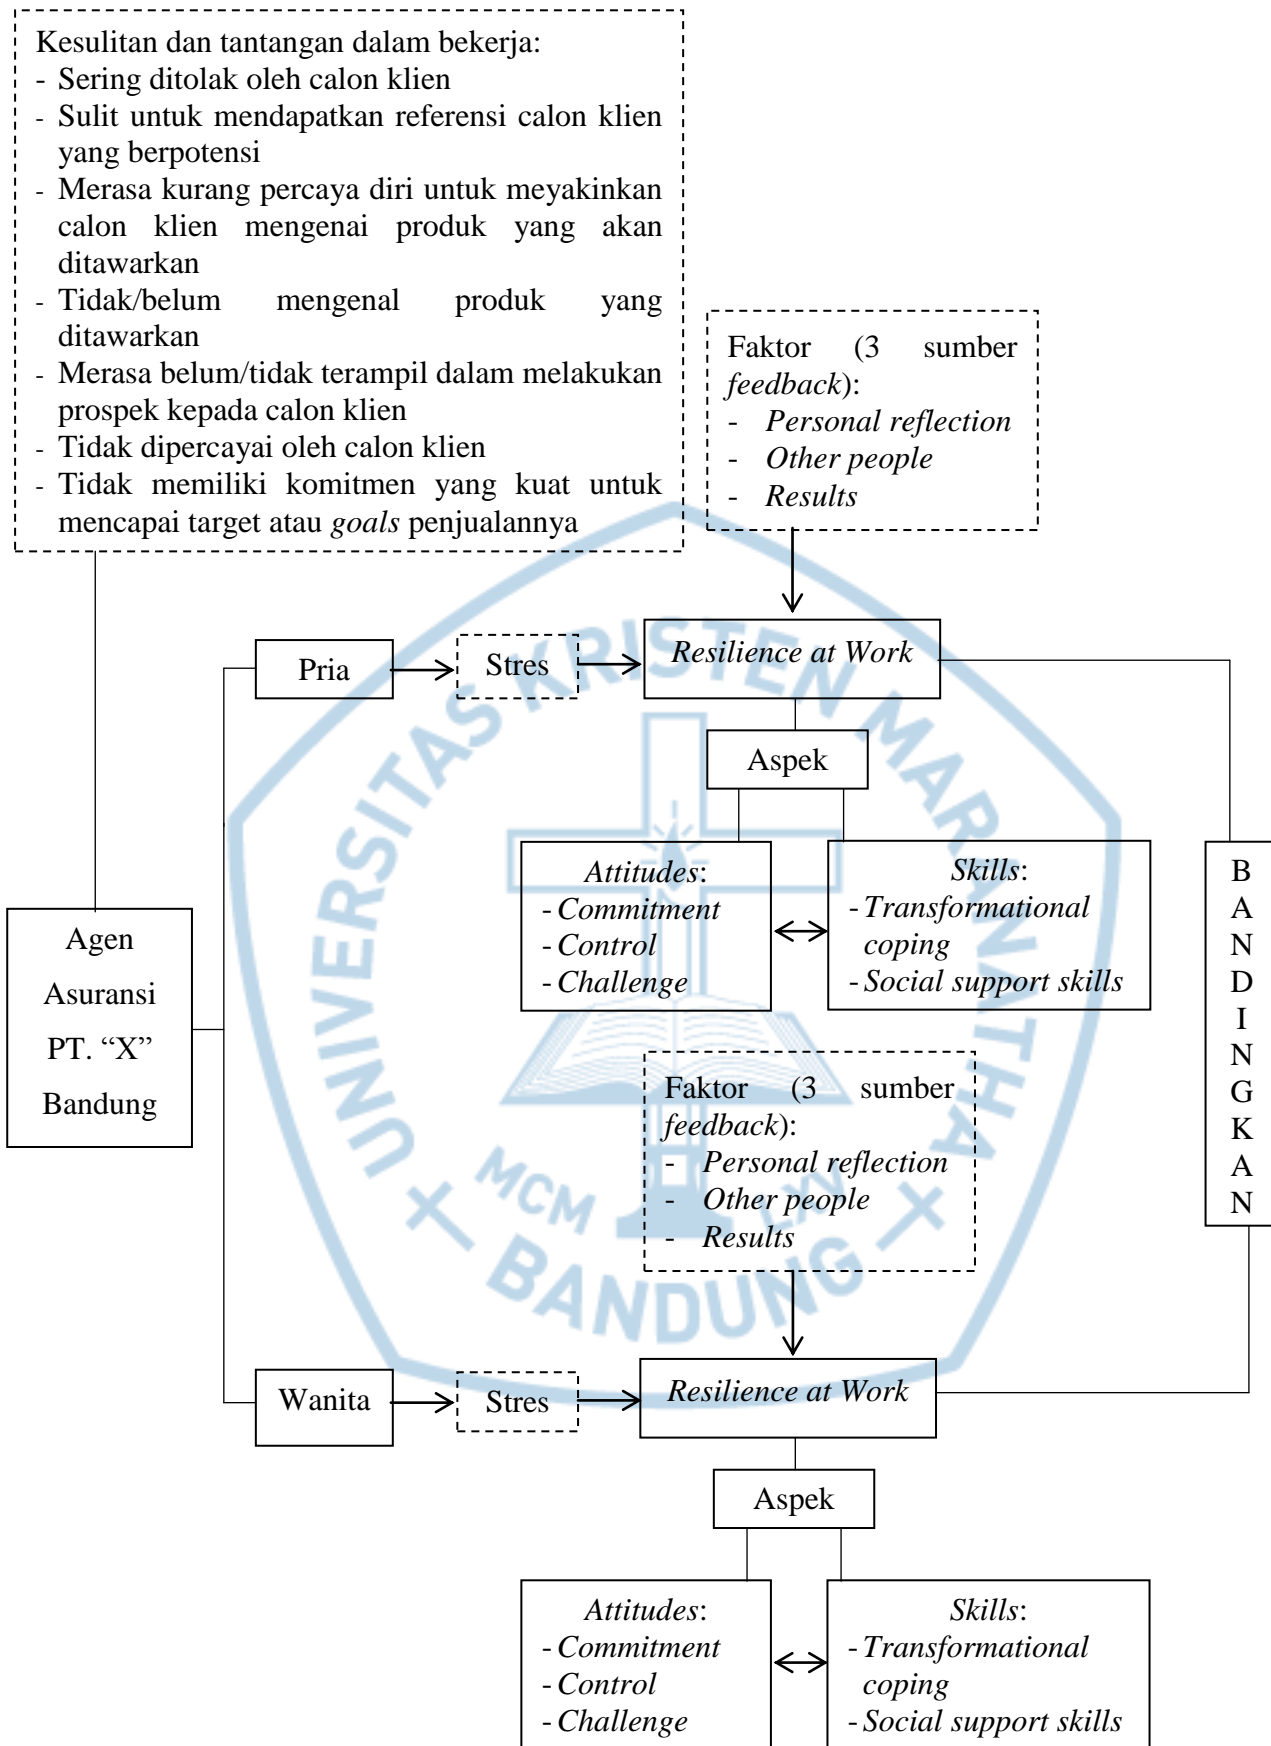 Kesulitan dan tantangan dalam bekerja:
- Sering ditolak oleh calon klien
- Sulit untuk mendapatkan referensi calon klien
yang berpotensi
- Merasa kurang percaya diri untuk meyakinkan
calon klien mengenai produk yang akan
ditawarkan
- Tidak/belum mengenal produk yang
ditawarkan
- Merasa belum/tidak terampil dalam melakukan
prospek kepada calon klien
- Tidak dipercayai oleh calon klien
- Tidak memiliki komitmen yang kuat untuk
mencapai target atau goals penjualannya
Faktor (3 sumber
feedback):
- Personal reflection
- Other people
- Results
Pria
Stres
Resilience at Work
Aspek
Attitudes:
- Commitment
- Control
- Challenge
Skills:
- Transformational
coping
- Social support skills
Agen
Asuransi
PT. “X”
Bandung
B
A
N
D
I
N
G
K
A
N
Faktor (3 sumber
feedback):
- Personal reflection
- Other people
- Results
Wanita
Stres
Resilience at Work
Aspek
Attitudes:
- Commitment
- Control
- Challenge
Skills:
- Transformational
coping
- Social support skills
UNIVERSITAS KRISTEN MARANATHA
MCM LXV
BANDUNG